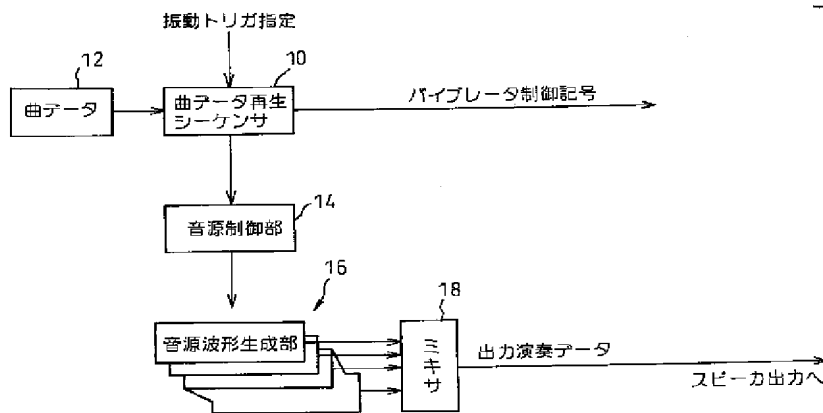 振動トリガ指定
12
10
曲データ
曲データ再生
シーケンサ
バイブレータ制御記号
14
音源制御部
16
18
音源波形生成部
ミキサ
出力演奏データ
スピーカ出力へ